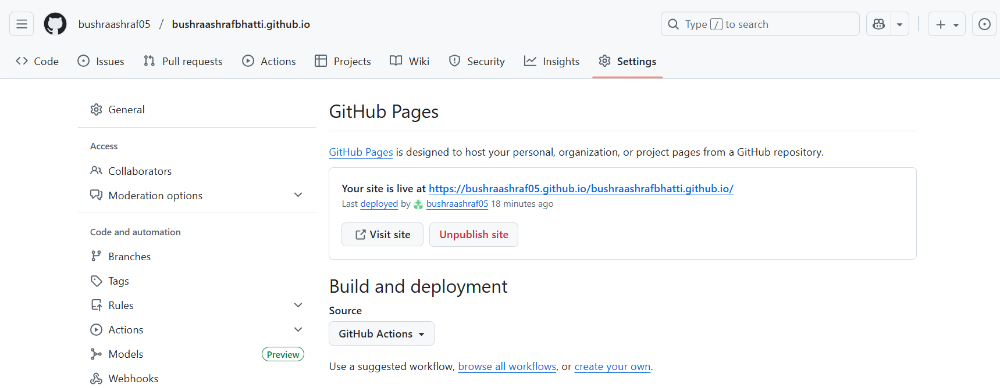 bushraashraf05 / bushraashrafbhatti.github.io
Type / to search
Code Issues Pull requests Actions Projects Wiki Security Insights Settings
General
Access
Collaborators
Moderation options
Code and automation
Branches
Tags
Rules
Actions
Models Preview
Webhooks
GitHub Pages
GitHub Pages is designed to host your personal, organization, or project pages from a GitHub repository.
Your site is live at https://bushraashraf05.github.io/bushraashrafbhatti.github.io/
Last deployed by bushraashraf05 18 minutes ago
Visit site Unpublish site
Build and deployment
Source
GitHub Actions
Use a suggested workflow, browse all workflows, or create your own.